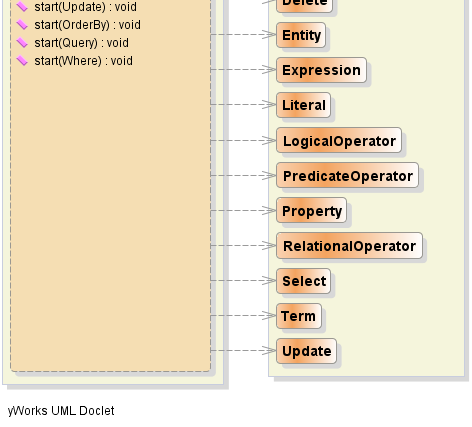 start(Update) : void
start(OrderBy) : void
start(Query) : void
start(Where) : void
Delete
Entity
Expression
Literal
LogicalOperator
PredicateOperator
Property
RelationalOperator
Select
Term
Update
yWorks UML Doclet